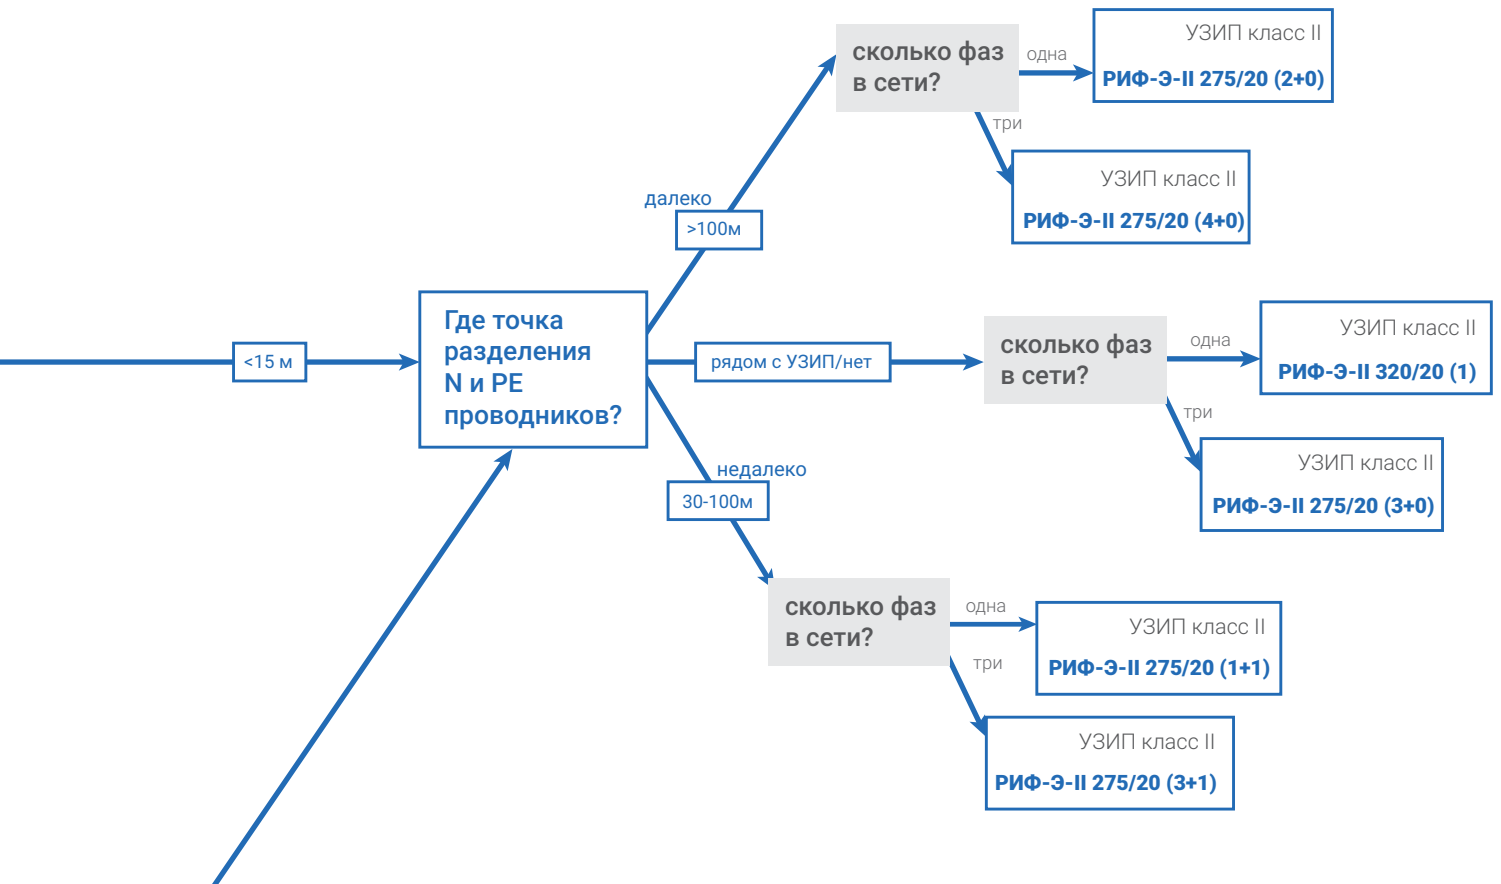 сколько фаз
в сети?
одна
УЗИП класс II
РИФ-Э-II 275/20 (2+0)
три
УЗИП класс II
РИФ-Э-II 275/20 (4+0)
далеко
>100м
<15 м
Где точка
разделения
N и PE
проводников?
рядом с УЗИП/нет
сколько фаз
в сети?
одна
УЗИП класс II
РИФ-Э-II 320/20 (1)
три
УЗИП класс II
РИФ-Э-II 275/20 (3+0)
недалеко
30-100м
сколько фаз
в сети?
одна
УЗИП класс II
РИФ-Э-II 275/20 (1+1)
три
УЗИП класс II
РИФ-Э-II 275/20 (3+1)